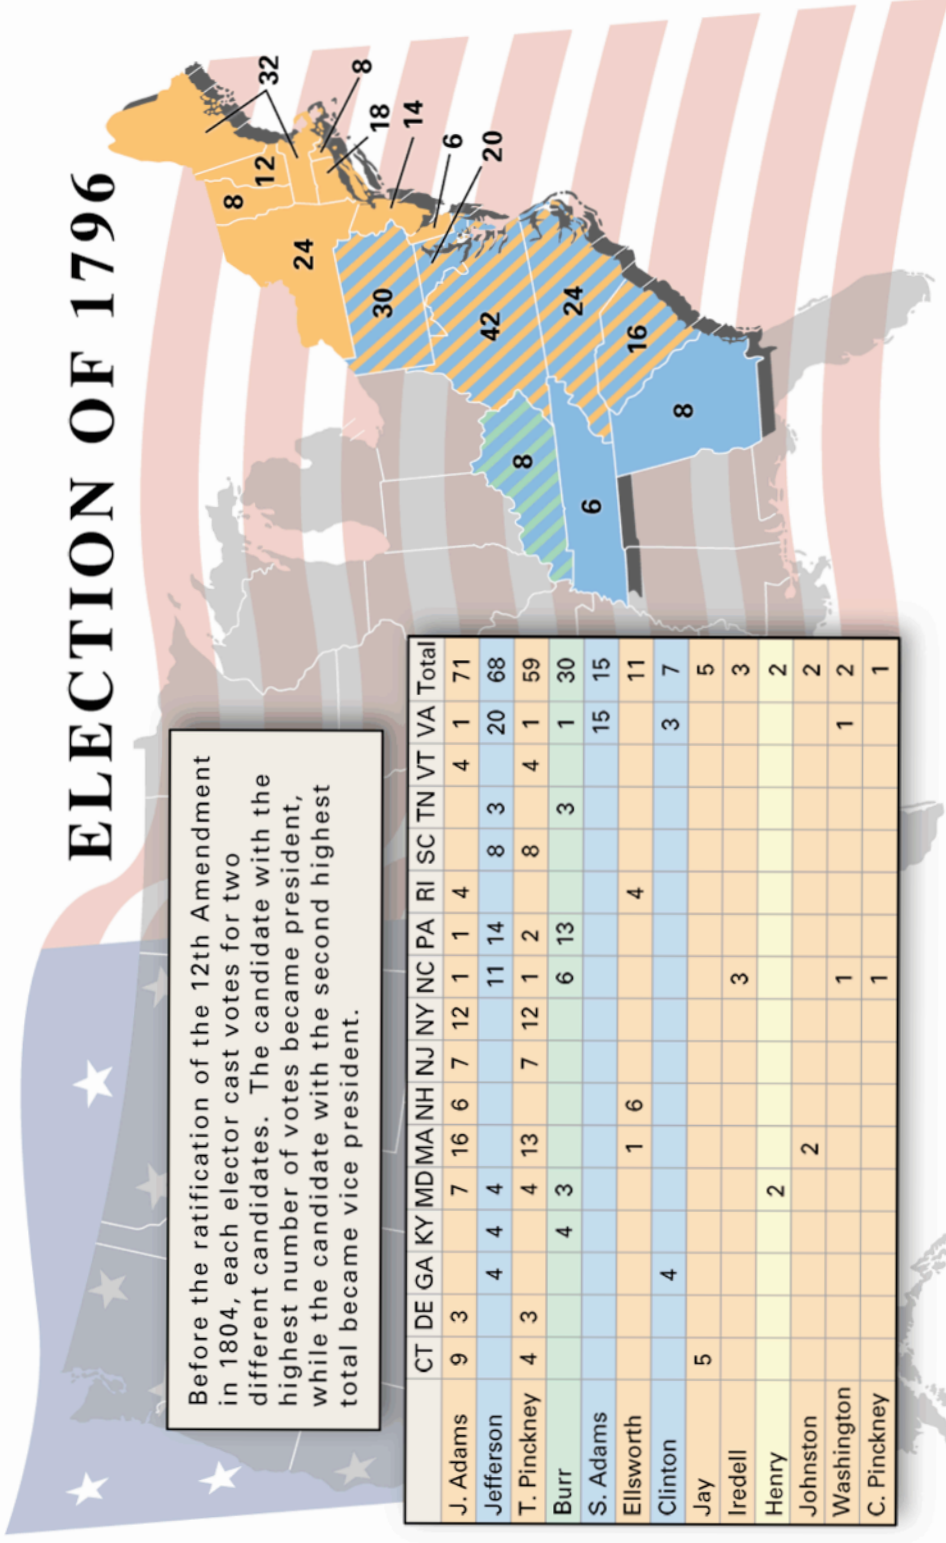 ELECTION OF 1796
Before the ratification of the 12th Amendment
in 1804, each elector cast votes for two
different candidates. The candidate with the
highest number of votes became president,
while the candidate with the second highest
total became vice president.
8
12
32
24
8
18
30
14
6
42
20
8
24
6
16
8
CT DE GA KY MD MA NH NJ NY NC PA RI SC TN VT VA Total
J. Adams 9 3 7 16 6 7 12 1 1 4 4 1 71
Jefferson 4 4 4 11 14 8 3 20 68
T. Pinckney 4 3 4 13 7 12 1 2 8 4 1 59
Burr 4 3 6 13 3 1 30
S. Adams 15 15
Ellsworth 1 6 4 11
Clinton 4 3 7
Jay 5 5
Iredell 3 3
Henry 2 2
Johnston 2 2
Washington 1 1 2
C. Pinckney 1 1